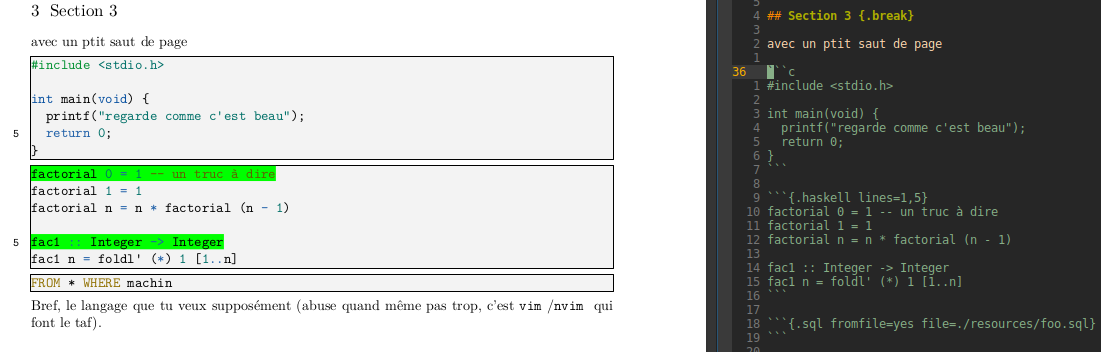 3 Section 3
avec un ptit saut de page
#include <stdio.h>
int main(void) {
  printf("regarde comme c'est beau");
5   return 0;
}
factorial 0 = 1 -- un truc à dire
factorial 1 = 1
factorial n = n * factorial (n - 1)
5 fac1 :: Integer -> Integer
fac1 n = foldl' (*) 1 [1..n]
FROM * WHERE machin
Bref, le langage que tu veux supposément (abuse quand même pas trop, c'est vim /nvim qui
font le taf).
5
4 ## Section 3 {.break}
3
2 avec un ptit saut de page
1
36 ```c
1 #include <stdio.h>
2
3 int main(void) {
4   printf("regarde comme c'est beau");
5   return 0;
6 }
7 ```
8
9 ```{.haskell lines=1,5}
10 factorial 0 = 1 -- un truc à dire
11 factorial 1 = 1
12 factorial n = n * factorial (n - 1)
13
14 fac1 :: Integer -> Integer
15 fac1 n = foldl' (*) 1 [1..n]
16 ```
17
18 ```{.sql fromfile=yes file=./resources/foo.sql}
19 ```
20